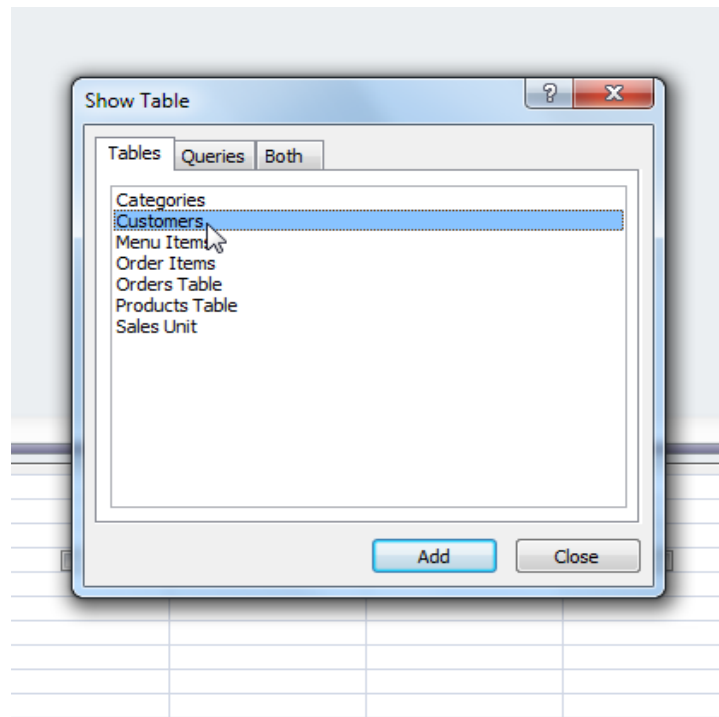 Show Table
Tables Queries Both
Categories
Customers
Menu Items
Order Items
Orders Table
Products Table
Sales Unit
Add Close